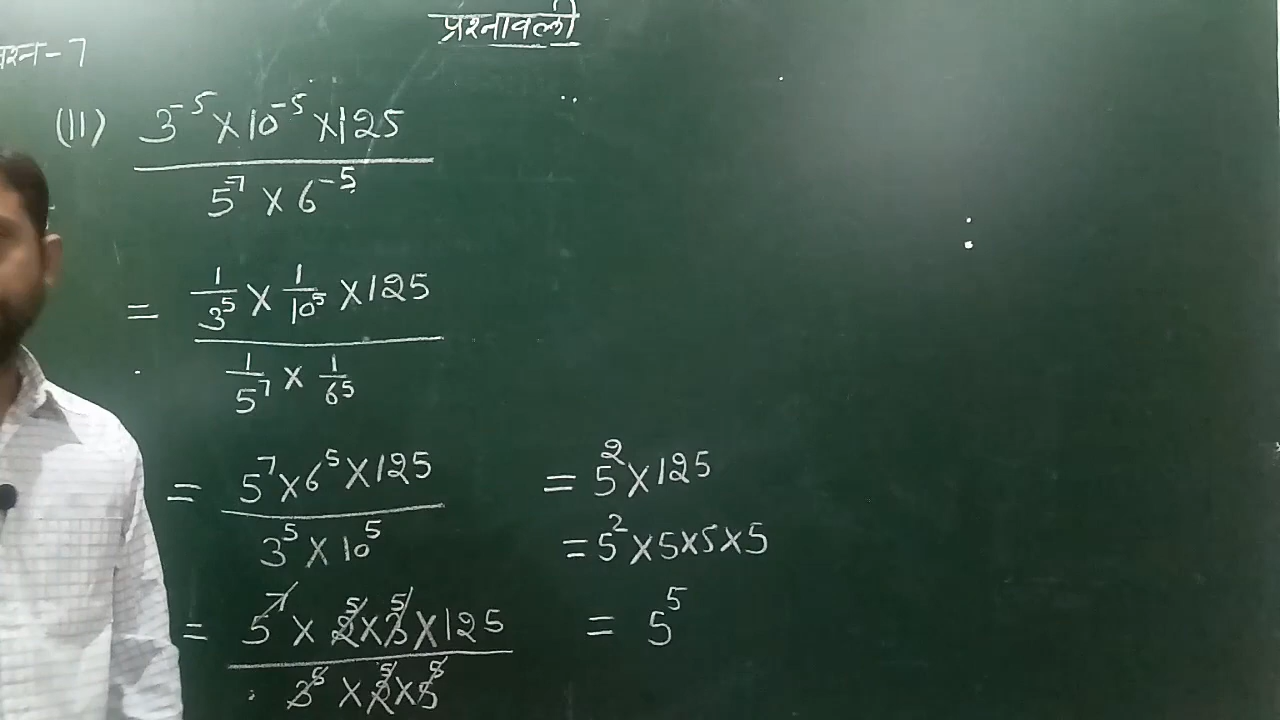 प्रश्नावली
प्रश्न-7
(II) 3⁻⁵ × 10⁻⁵ × 125
5⁻⁷ × 6⁻⁵
= 1/3⁵ × 1/10⁵ × 125
1/5⁷ × 1/6⁵
= 5⁷ × 6⁵ × 125
3⁵ × 10⁵
= 5⁷ × 2⁵ × 3⁵ × 125
3⁵ × 2⁵ × 5⁵
= 5² × 125
= 5² × 5 × 5 × 5
= 5⁵